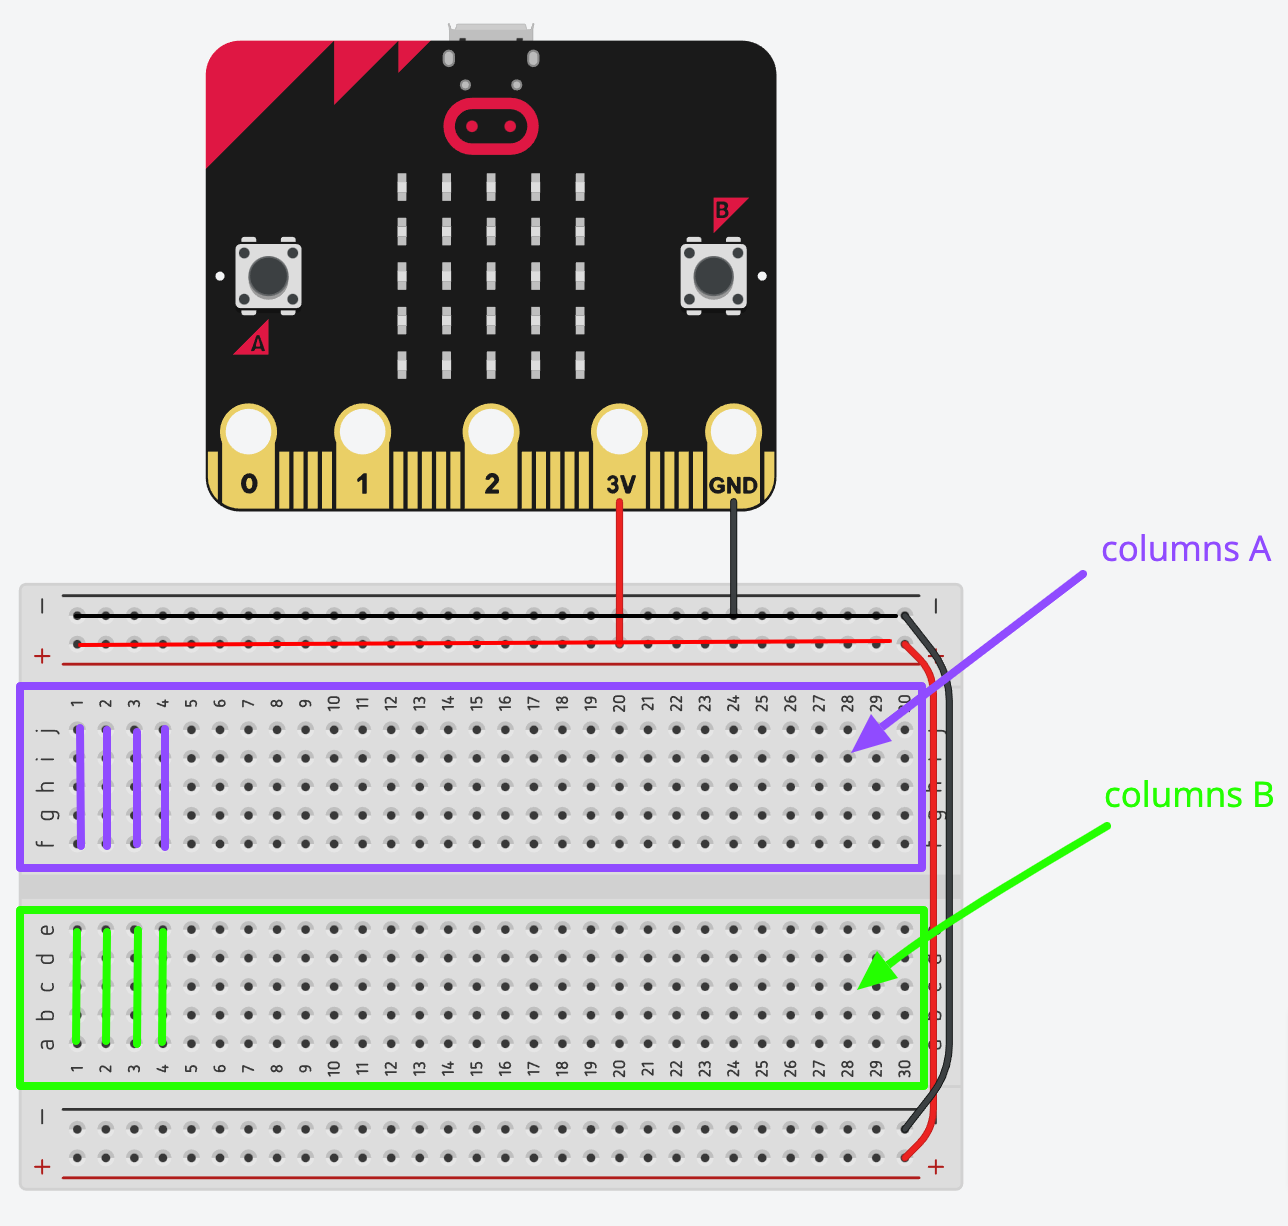 B
A
0 1 2 3V GND
columns A
− −
+ +
1 2 3 4 5 6 7 8 9 10 11 12 13 14 15 16 17 18 19 20 21 22 23 24 25 26 27 28 29 30
j j
i i
h h
g g
f f
columns B
e
d d
c c
b b
a a
1 2 3 4 5 6 7 8 9 10 11 12 13 14 15 16 17 18 19 20 21 22 23 24 25 26 27 28 29 30
− −
+ +